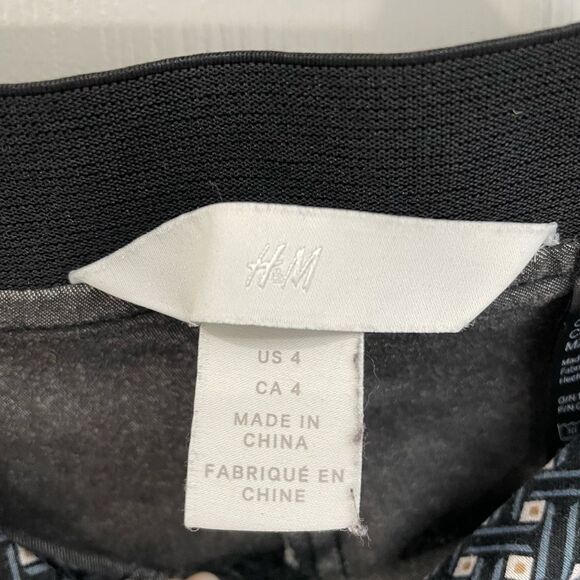 H&M
US 4
CA 4
MADE IN
CHINA
FABRIQUÉ EN
CHINE